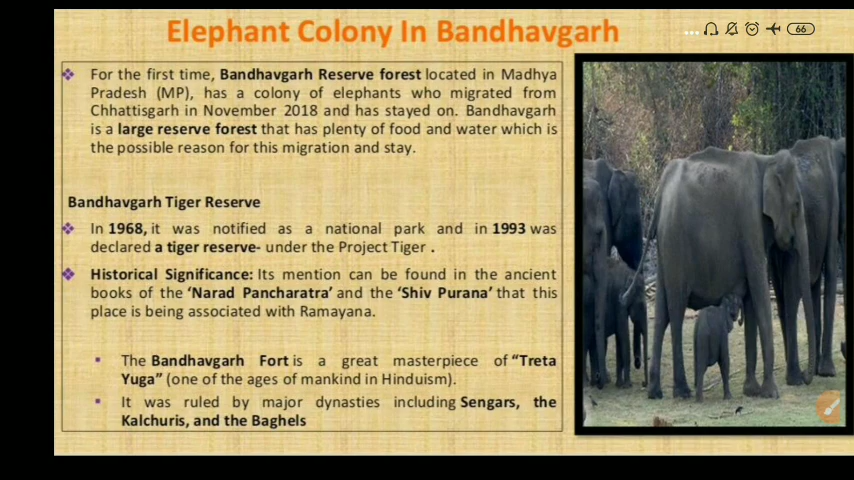 Elephant Colony In Bandhavgarh
66
For the first time, Bandhavgarh Reserve forest located in Madhya
Pradesh (MP), has a colony of elephants who migrated from
Chhattisgarh in November 2018 and has stayed on. Bandhavgarh
is a large reserve forest that has plenty of food and water which is
the possible reason for this migration and stay.
Bandhavgarh Tiger Reserve
In 1968, it was notified as a national park and in 1993 was
declared a tiger reserve- under the Project Tiger .
Historical Significance: Its mention can be found in the ancient
books of the ‘Narad Pancharatra’ and the ‘Shiv Purana’ that this
place is being associated with Ramayana.
The Bandhavgarh Fort is a great masterpiece of “Treta
Yuga” (one of the ages of mankind in Hinduism).
It was ruled by major dynasties including Sengars, the
Kalchuris, and the Baghels